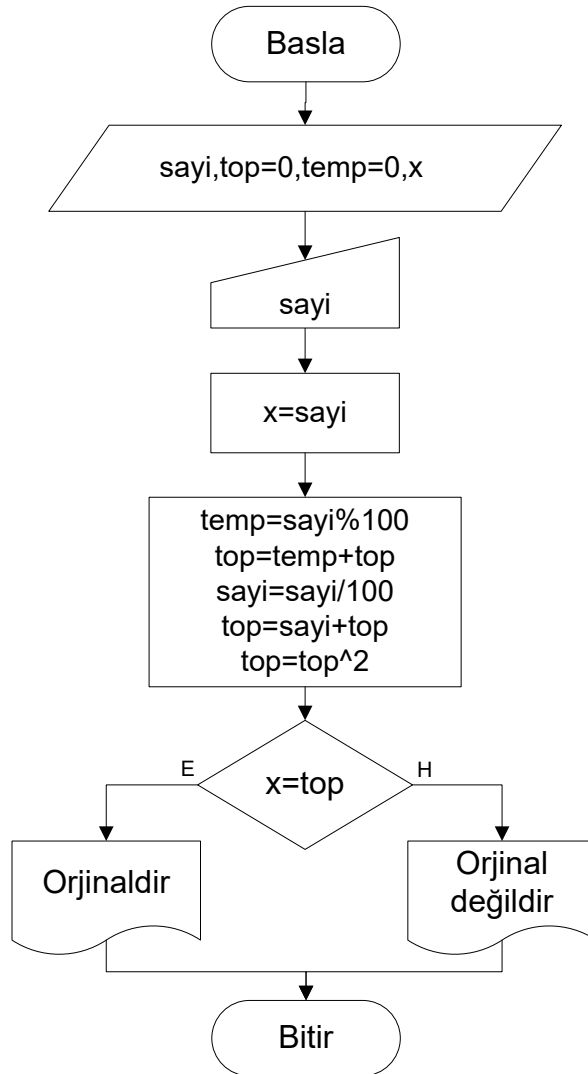 Basla
sayi,top=0,temp=0,x
sayi
x=sayi
temp=sayi%100
top=temp+top
sayi=sayi/100
top=sayi+top
top=top^2
E
x=top
H
Orjinaldir
Orjinal
değildir
Bitir